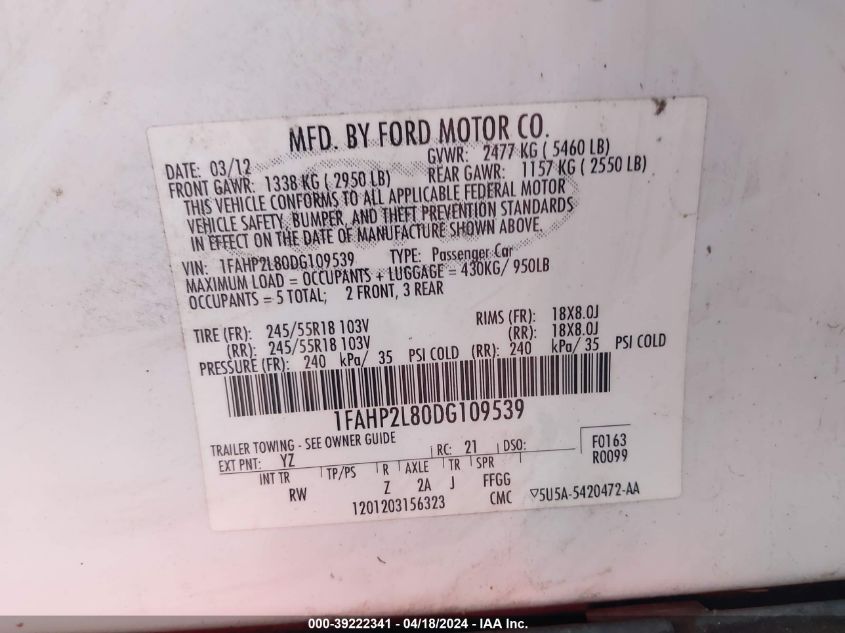 MFD. BY FORD MOTOR CO.
DATE: 03/12 GVWR: 2477 KG ( 5460 LB)
FRONT GAWR: 1338 KG ( 2950 LB) REAR GAWR: 1157 KG ( 2550 LB)
THIS VEHICLE CONFORMS TO ALL APPLICABLE FEDERAL MOTOR
VEHICLE SAFETY, BUMPER, AND THEFT PREVENTION STANDARDS
IN EFFECT ON THE DATE OF MANUFACTURE SHOWN ABOVE.
VIN: 1FAHP2L80DG109539 TYPE: Passenger Car
MAXIMUM LOAD = OCCUPANTS + LUGGAGE = 430KG/ 950LB
OCCUPANTS = 5 TOTAL; 2 FRONT, 3 REAR
TIRE (FR): 245/55R18 103V RIMS (FR): 18X8.0J
(RR): 245/55R18 103V (RR): 18X8.0J
PRESSURE (FR): 240 kPa/ 35 PSI COLD (RR): 240 kPa/ 35 PSI COLD
1FAHP2L80DG109539
TRAILER TOWING - SEE OWNER GUIDE
EXT PNT: YZ RC: 21 DSO: F0163
R0099
INT TR TP/PS R AXLE TR SPR
RW Z 2A J FFGG
1201203156323 CMC ▽5U5A-5420472-AA
000-39222341 - 04/18/2024 - IAA Inc.